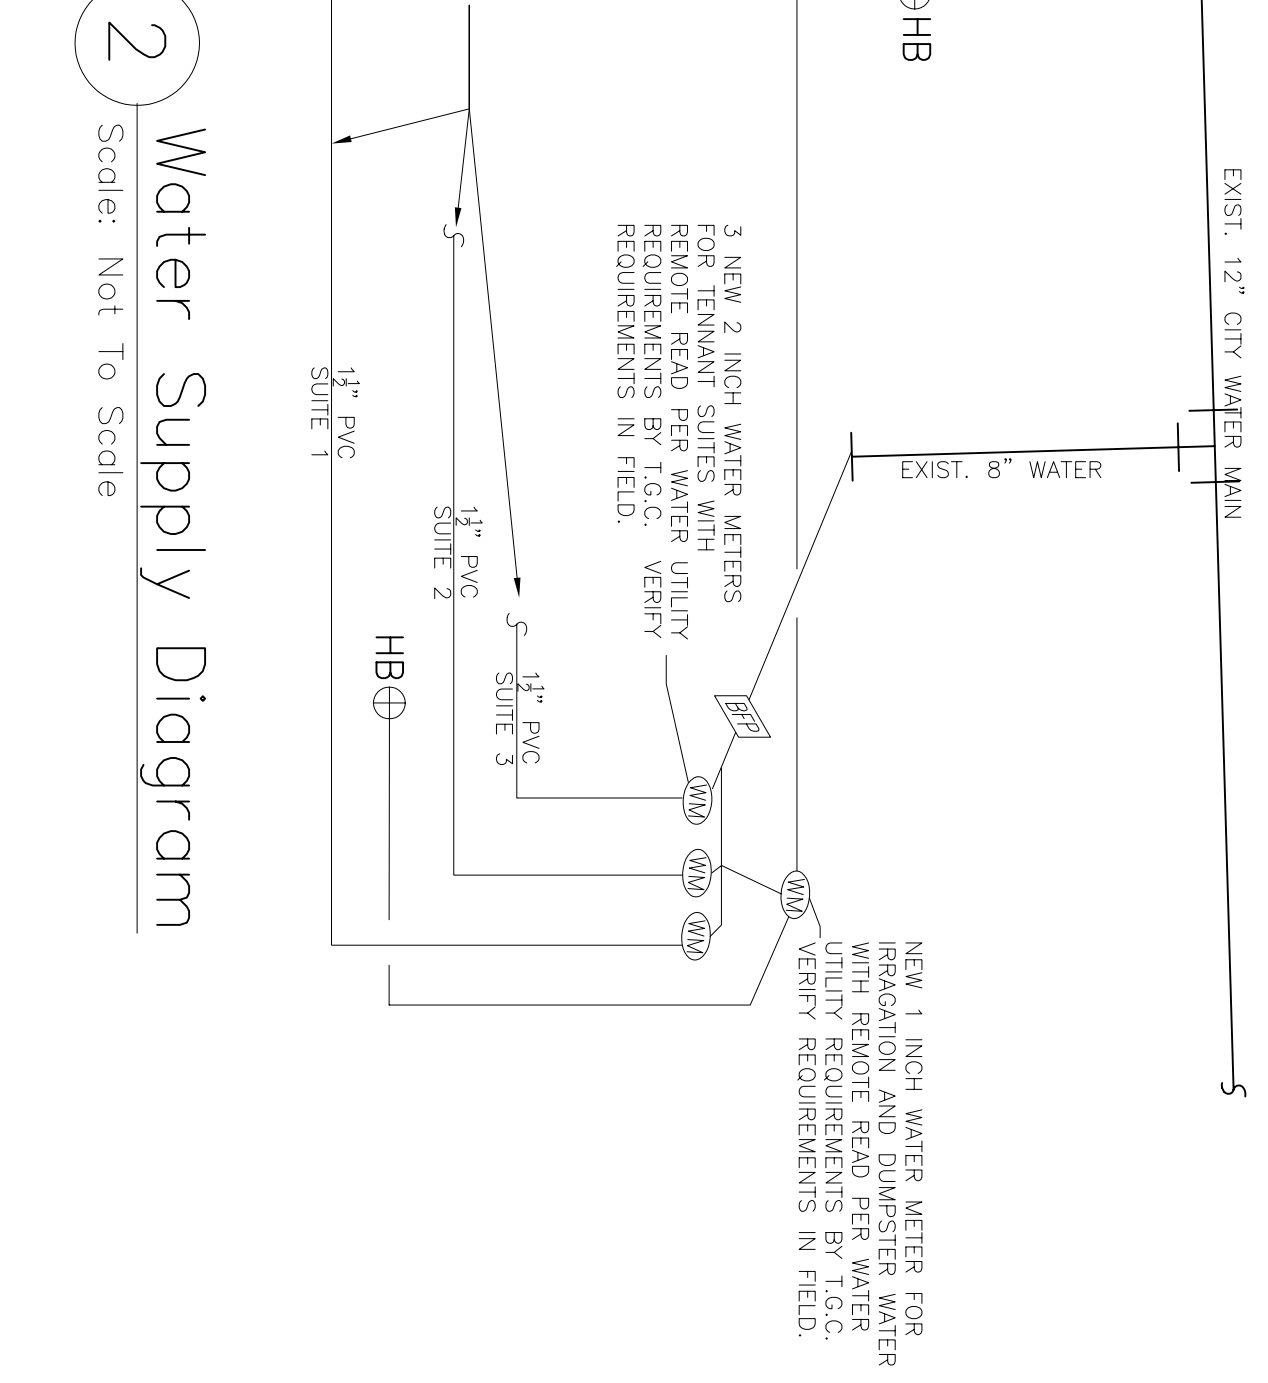 EXIST. 12” CITY WATER MAIN
HB
EXIST. 8” WATER
NEW 1 INCH WATER METER FOR
IRRAGATION AND DUMPSTER WATER
WITH REMOTE READ PER WATER
UTILITY REQUIREMENTS BY T.G.C.
VERIFY REQUIREMENTS IN FIELD.
3 NEW 2 INCH WATER METERS
FOR TENNANT SUITES WITH
REMOTE READ PER WATER UTILITY
REQUIREMENTS BY T.G.C. VERIFY
REQUIREMENTS IN FIELD.
BFP
WM
WM
WM
WM
1½” PVC
SUITE 3
1½” PVC
SUITE 2
HB
1½” PVC
SUITE 1
2
Water Supply Diagram
Scale: Not To Scale